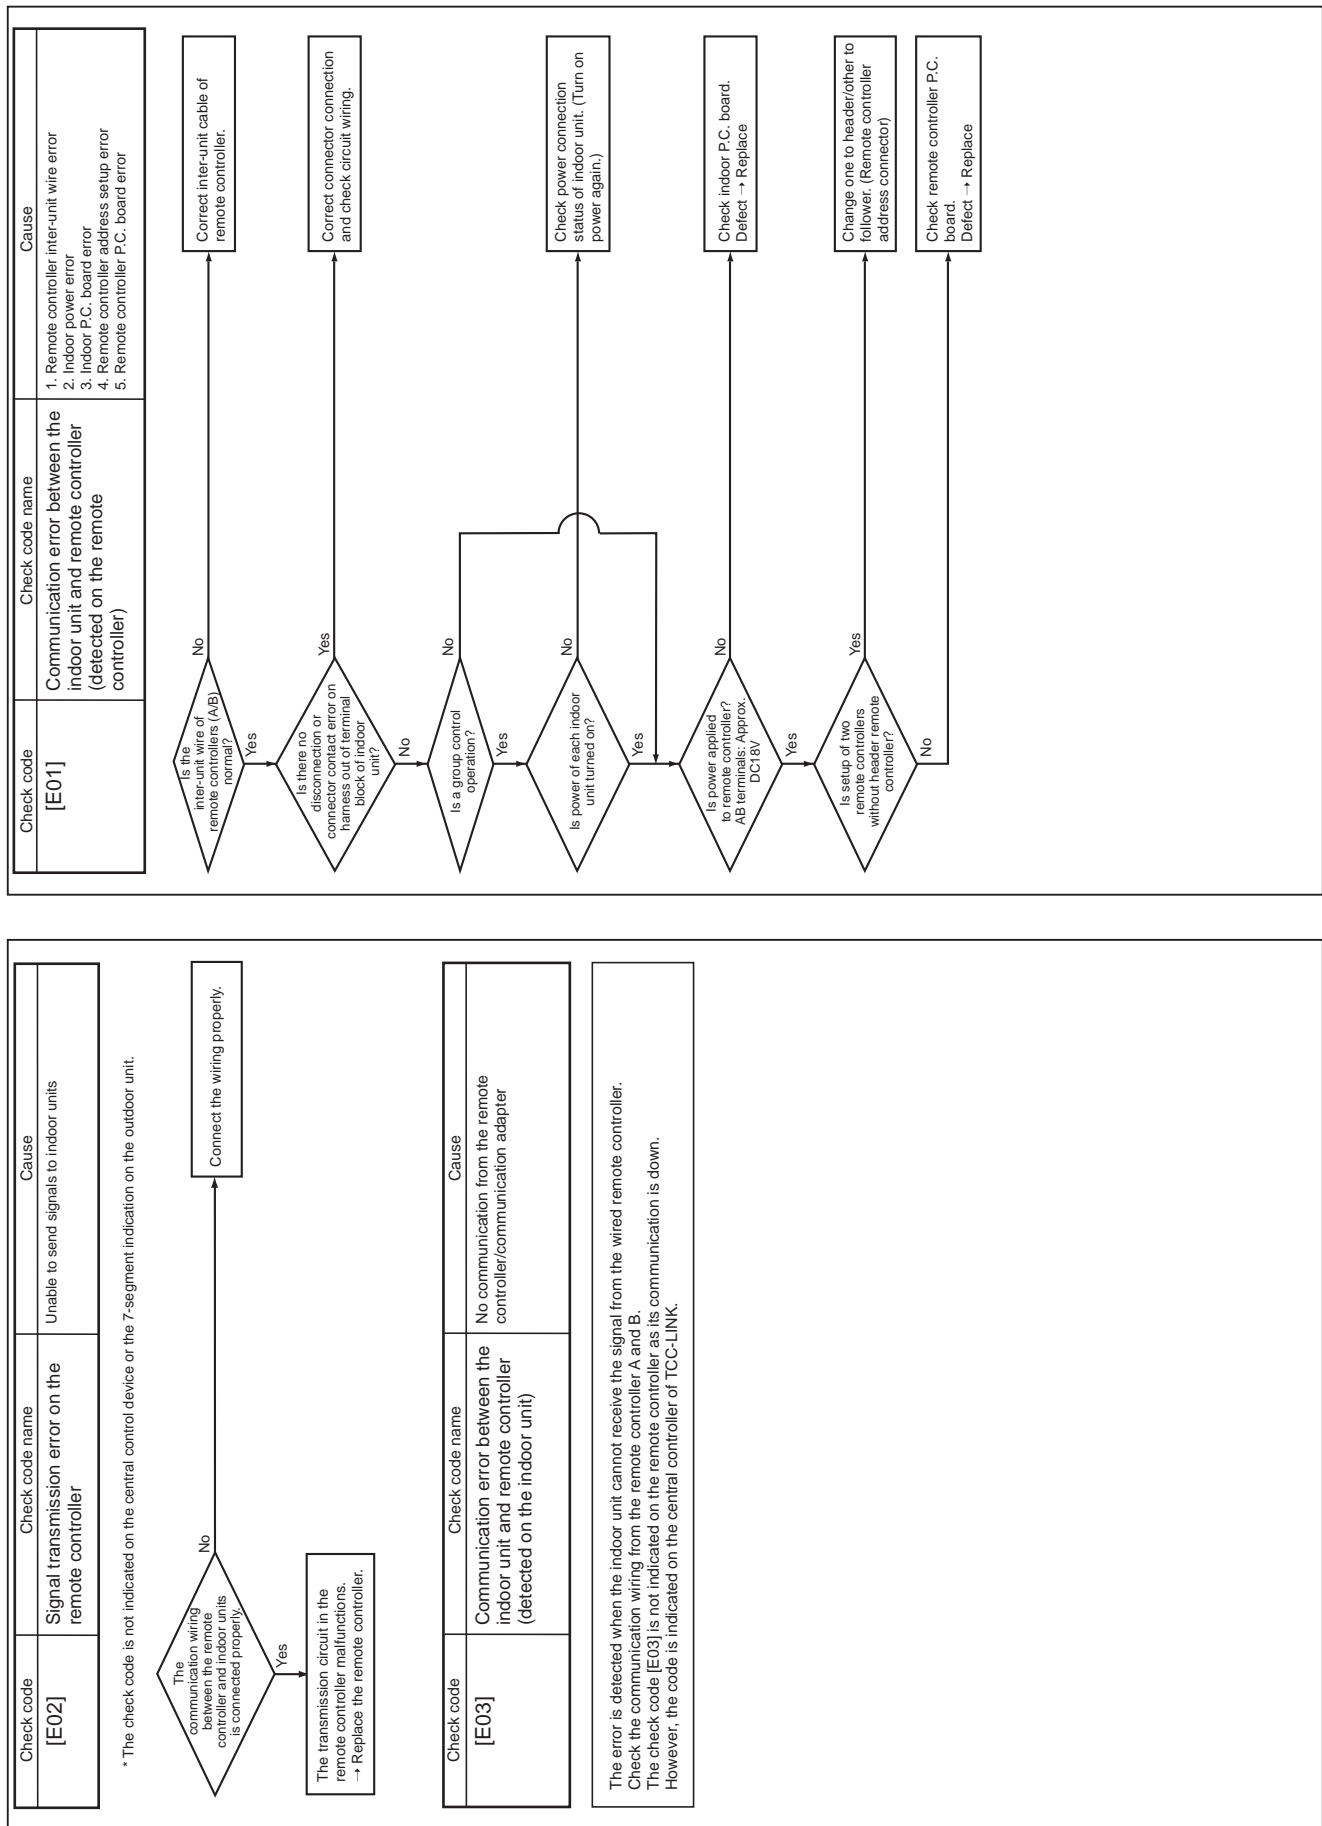 Check code
Check code name
Cause
[E01]
Communication error between the
indoor unit and remote controller
(detected on the remote
controller)
1. Remote controller inter-unit wire error
2. Indoor power error
3. Indoor P.C. board error
4. Remote controller address setup error
5. Remote controller P.C. board error
Is the
inter-unit wire of
remote controllers (A/B)
normal?
No
Correct inter-unit cable of
remote controller.
Yes
Is there no
disconnection or
connector contact error on
harness out of terminal
block of indoor
unit?
Yes
Correct connector connection
and check circuit wiring.
No
Is a group control
operation?
No
Yes
Is power of each indoor
unit turned on?
No
Check power connection
status of indoor unit. (Turn on
power again.)
Yes
Is power applied
to remote controller?
AB terminals: Approx.
DC18V
No
Check indoor P.C. board.
Defect → Replace
Yes
Is setup of two
remote controllers
without header remote
controller?
Yes
Change one to header/other to
follower. (Remote controller
address connector)
No
Check remote controller P.C.
board.
Defect → Replace
Check code
Check code name
Cause
[E02]
Signal transmission error on the
remote controller
Unable to send signals to indoor units
* The check code is not indicated on the central control device or the 7-segment indication on the outdoor unit.
The
communication wiring
between the remote
controller and indoor units
is connected properly.
No
Connect the wiring properly.
Yes
The transmission circuit in the
remote controller malfunctions.
→ Replace the remote controller.
Check code
Check code name
Cause
[E03]
Communication error between the
indoor unit and remote controller
(detected on the indoor unit)
No communication from the remote
controller/communication adapter
The error is detected when the indoor unit cannot receive the signal from the wired remote controller.
Check the communication wiring from the remote controller A and B.
The check code [E03] is not indicated on the remote controller as its communication is down.
However, the code is indicated on the central controller of TCC-LINK.